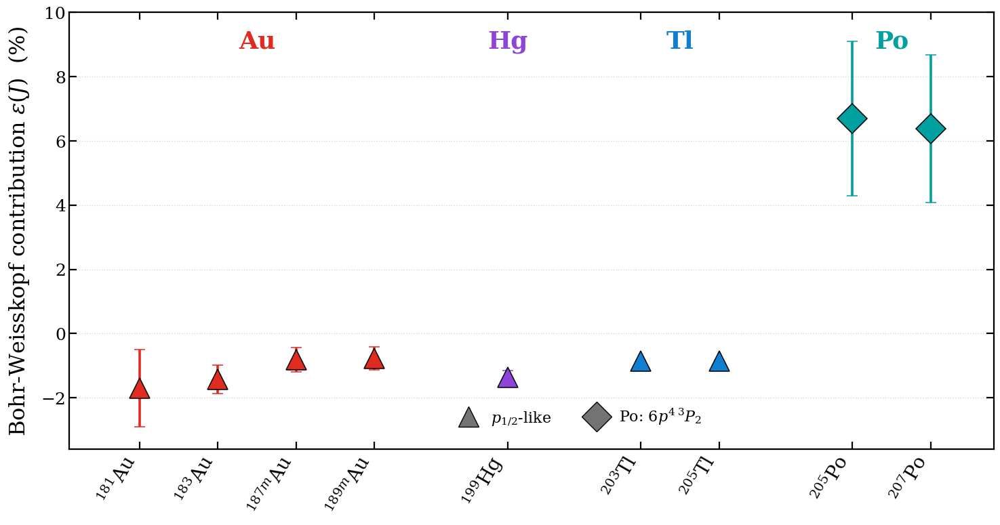 Bohr-Weisskopf contribution ε(J) (%)
10
8
6
4
2
0
−2
Au Hg Tl Po
p₁/₂-like
Po: 6p⁴ ³P₂
¹⁸¹Au
¹⁸³Au
¹⁸⁷ᵐAu
¹⁸⁹ᵐAu
¹⁹⁹Hg
²⁰³Tl
²⁰⁵Tl
²⁰⁵Po
²⁰⁷Po